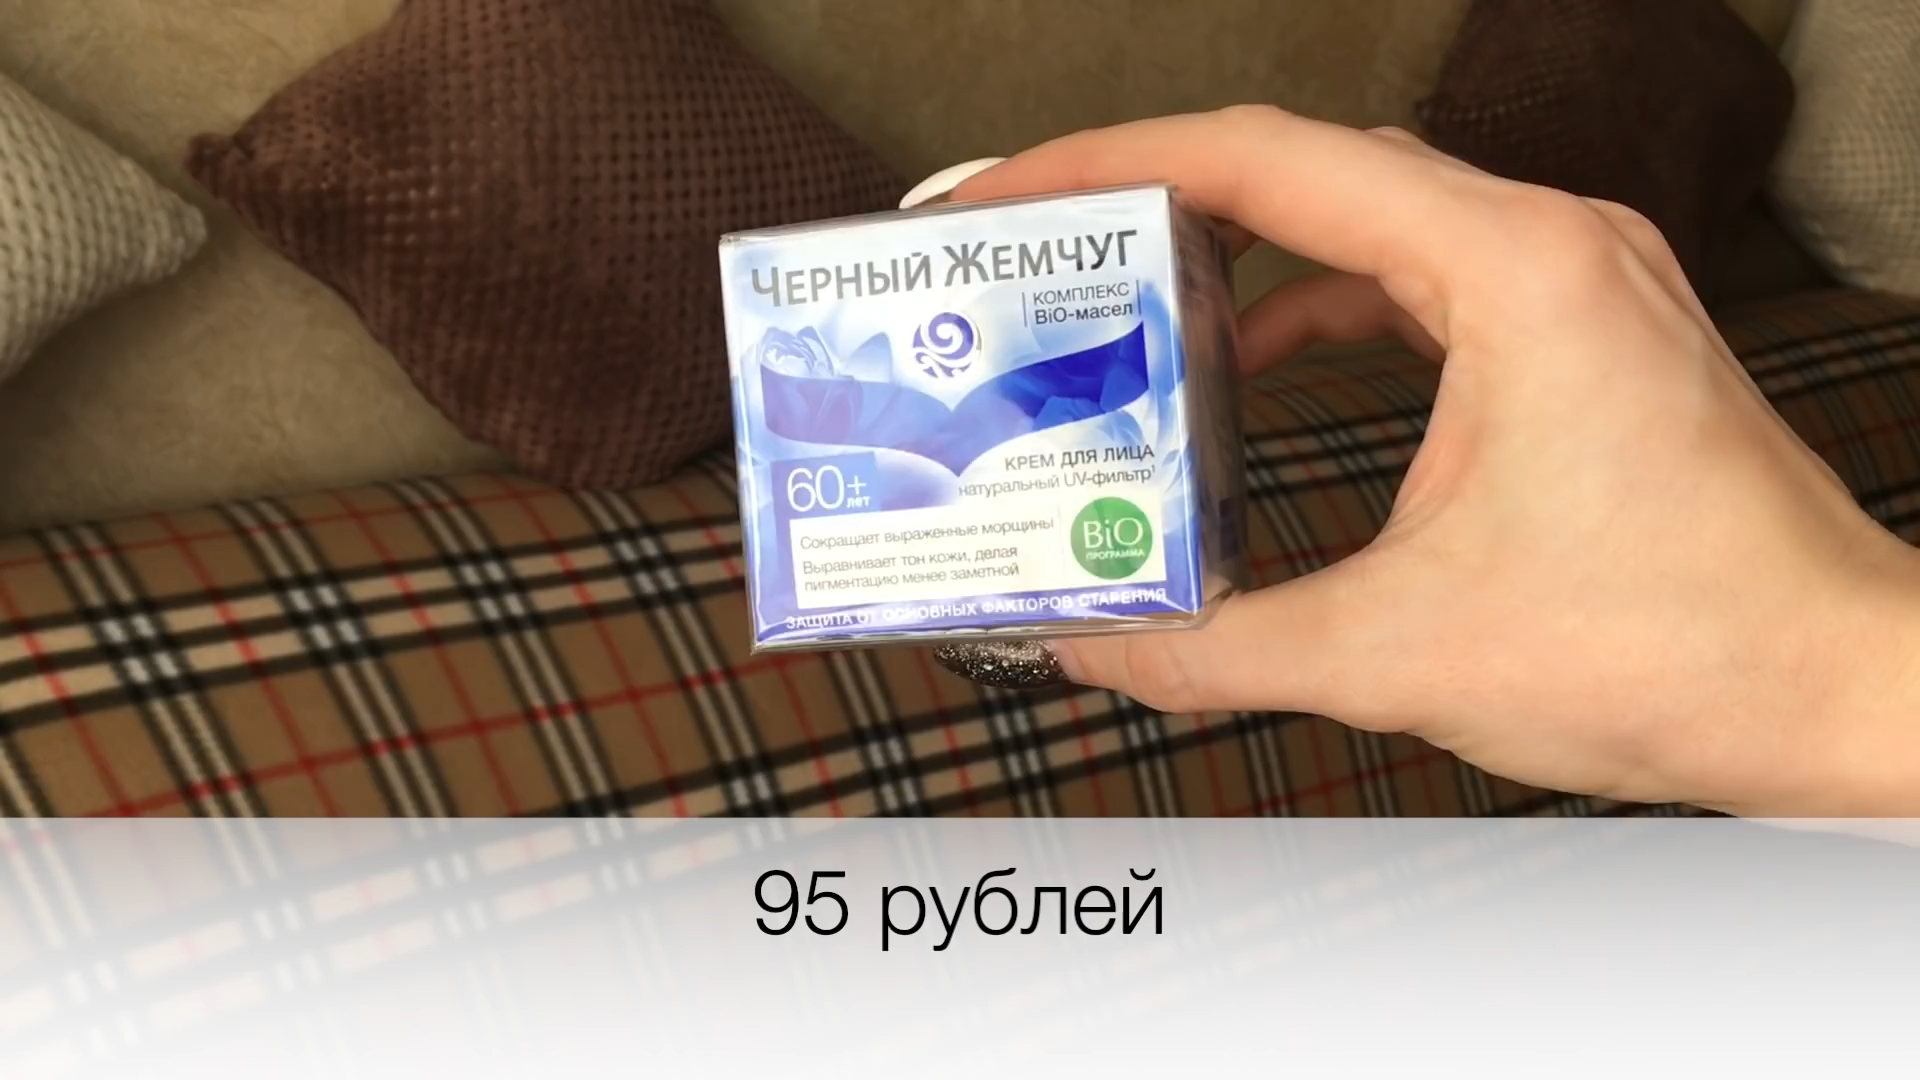 ЧЕРНЫЙ ЖЕМЧУГ
КОМПЛЕКС
BiO-масел
60+
лет
КРЕМ ДЛЯ ЛИЦА
натуральный UV-фильтр¹
Сокращает выраженные морщины
Выравнивает тон кожи, делая
пигментацию менее заметной
BiO
ПРОГРАММА
ЗАЩИТА ОТ ОСНОВНЫХ ФАКТОРОВ СТАРЕНИЯ
95 рублей